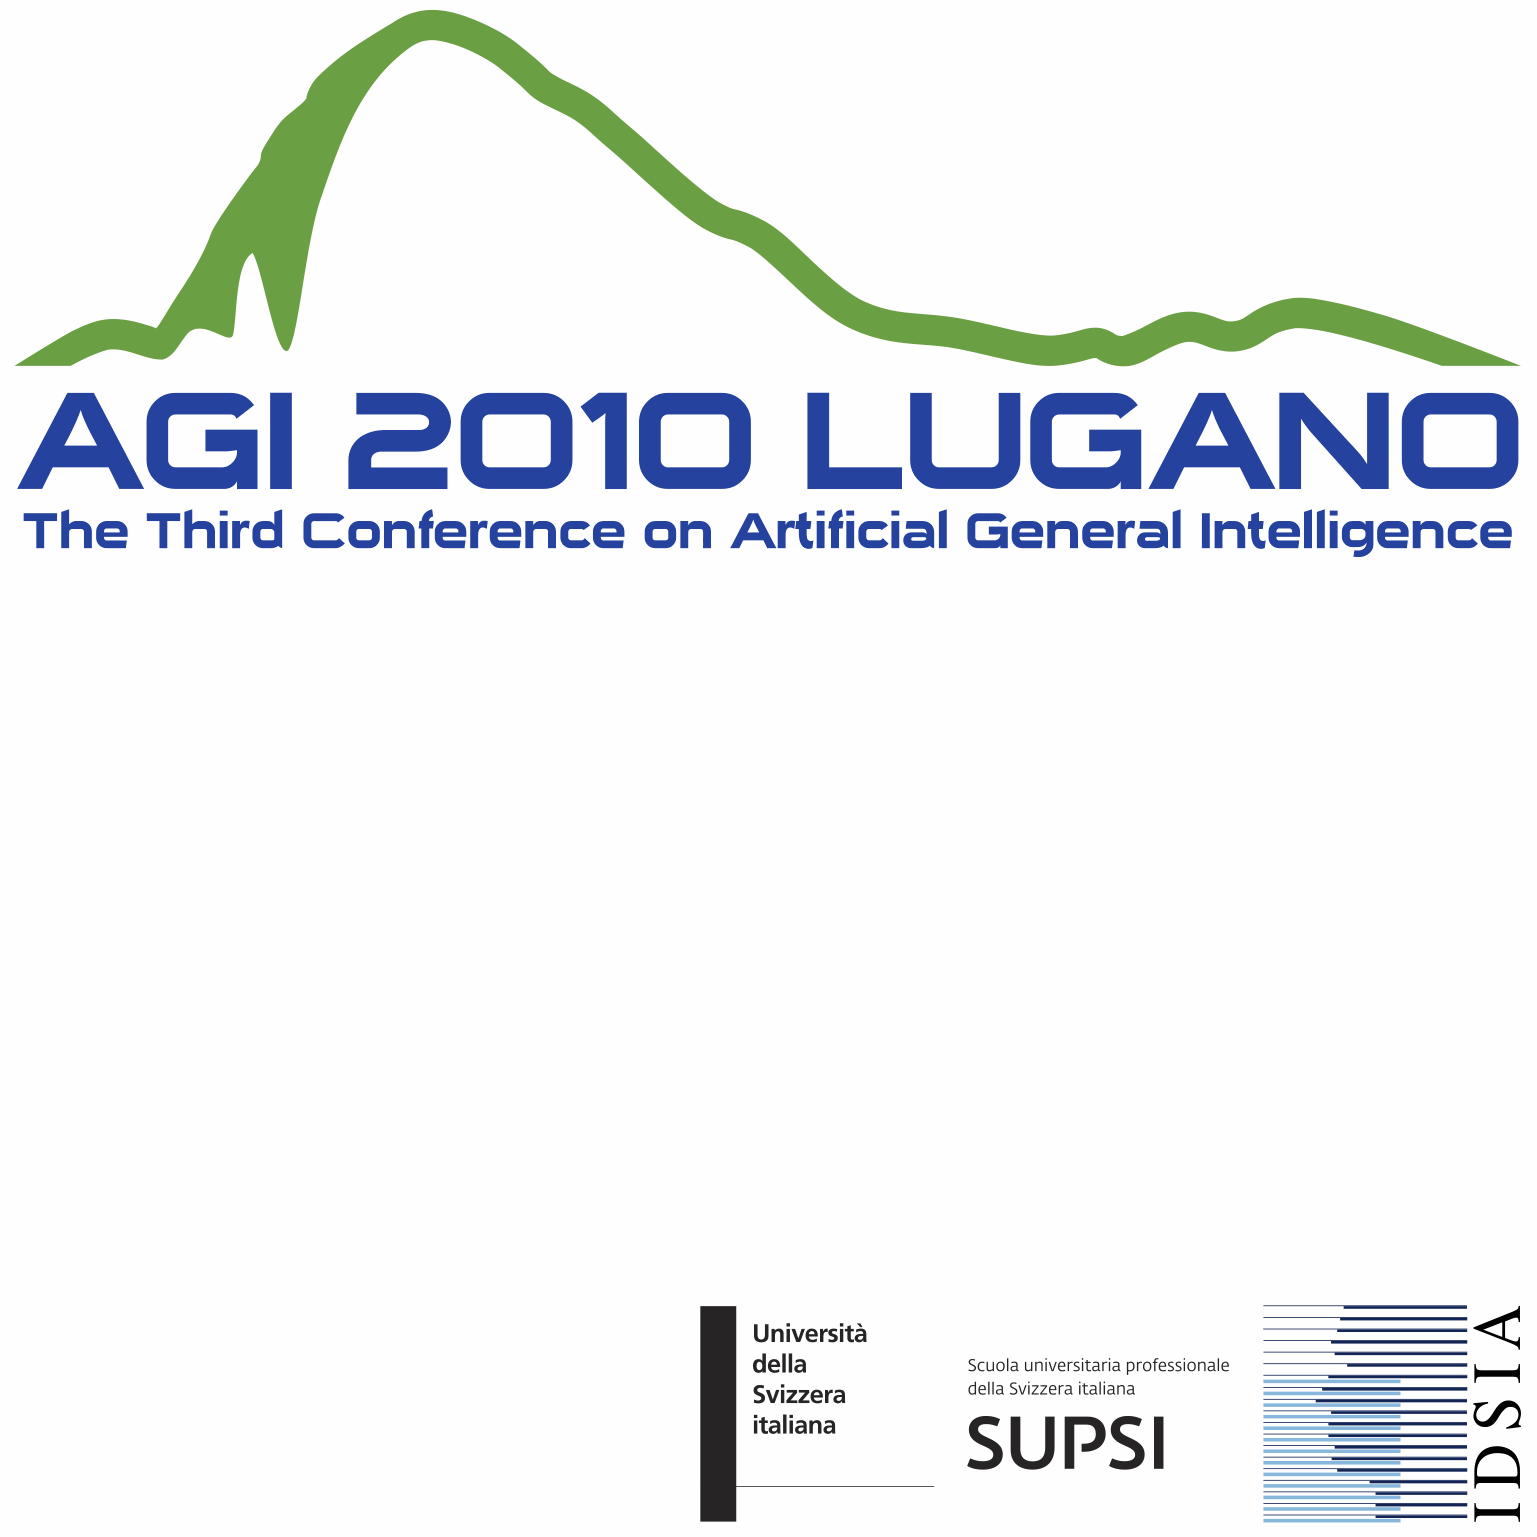 AGI 2010 LUGANO
The Third Conference on Artificial General Intelligence
Università
della
Svizzera
italiana
Scuola universitaria professionale
della Svizzera italiana
SUPSI
IDSIA